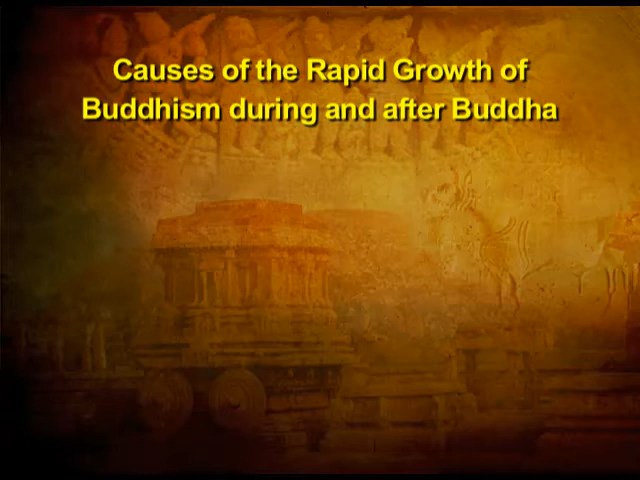 Causes of the Rapid Growth of
Buddhism during and after Buddha